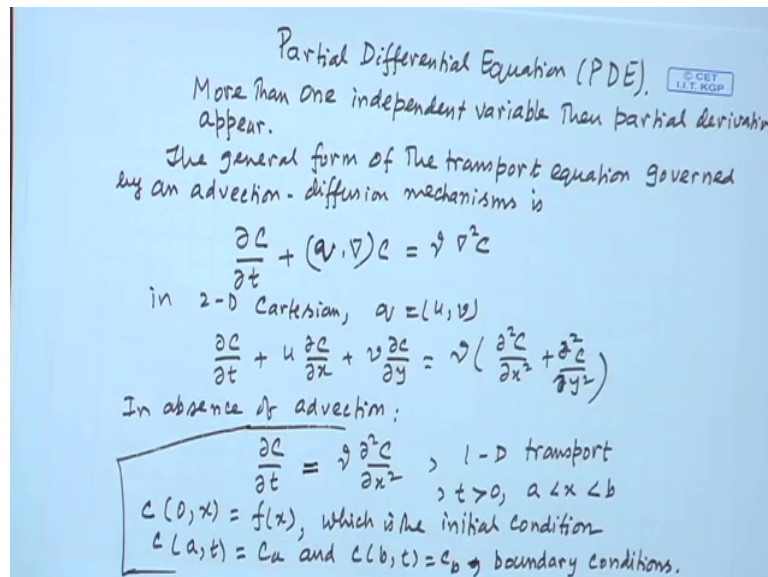 Partial Differential Equation (PDE).
© CET
I.I.T. KGP
More than one independent variable then partial derivativ
appear.
The general form of the transport equation governed
by an advection - diffusion mechanisms is
∂C/∂t + (q.∇)C = ν ∇²C
in 2-D Cartesian, q = (u, v)
∂C/∂t + u ∂C/∂x + v ∂C/∂y = ν(∂²C/∂x² + ∂²C/∂y²)
In absence of advection:
∂C/∂t = ν ∂²C/∂x² , 1-D transport
, t>0, a<x<b
C(0,x) = f(x), which is the initial condition
C(a,t) = Ca and C(b,t) = Cb, boundary conditions.